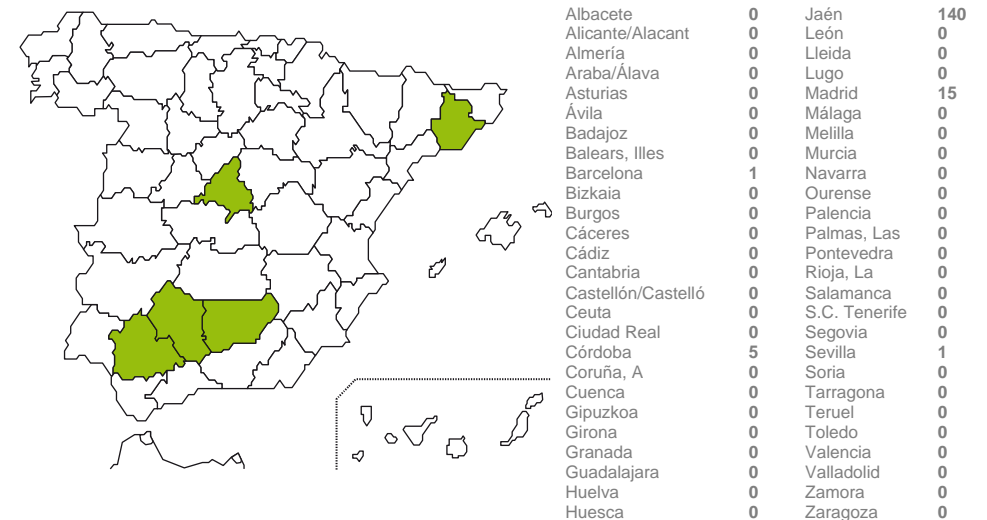 Albacete 0 Jaén 140
Alicante/Alacant 0 León 0
Almería 0 Lleida 0
Araba/Álava 0 Lugo 0
Asturias 0 Madrid 15
Ávila 0 Málaga 0
Badajoz 0 Melilla 0
Balears, Illes 0 Murcia 0
Barcelona 1 Navarra 0
Bizkaia 0 Ourense 0
Burgos 0 Palencia 0
Cáceres 0 Palmas, Las 0
Cádiz 0 Pontevedra 0
Cantabria 0 Rioja, La 0
Castellón/Castelló 0 Salamanca 0
Ceuta 0 S.C. Tenerife 0
Ciudad Real 0 Segovia 0
Córdoba 5 Sevilla 1
Coruña, A 0 Soria 0
Cuenca 0 Tarragona 0
Gipuzkoa 0 Teruel 0
Girona 0 Toledo 0
Granada 0 Valencia 0
Guadalajara 0 Valladolid 0
Huelva 0 Zamora 0
Huesca 0 Zaragoza 0